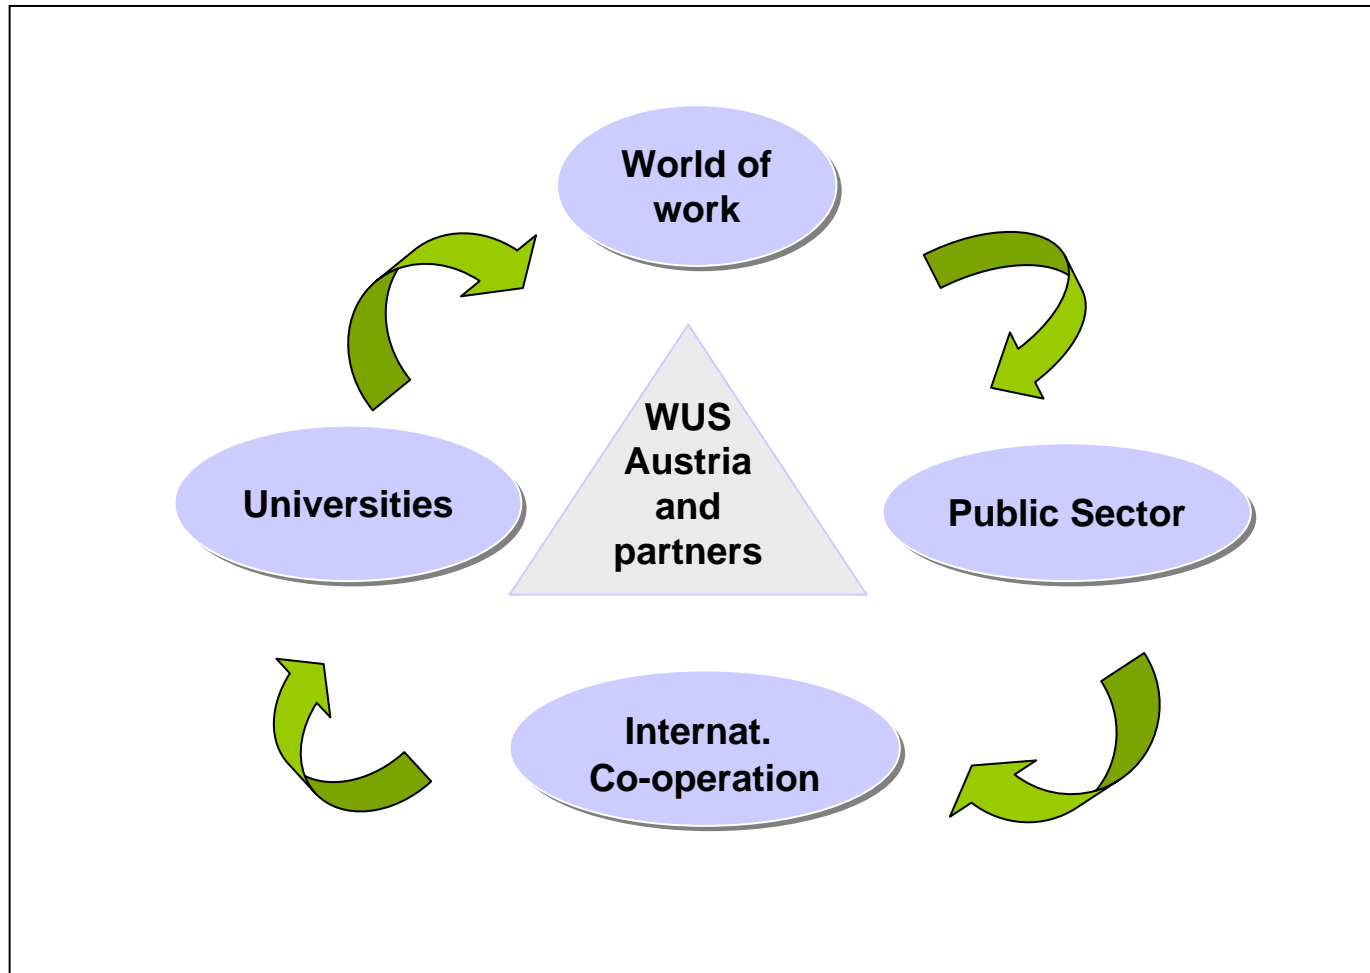 World of
work
WUS
Austria
and
partners
Universities
Public Sector
Internat.
Co-operation